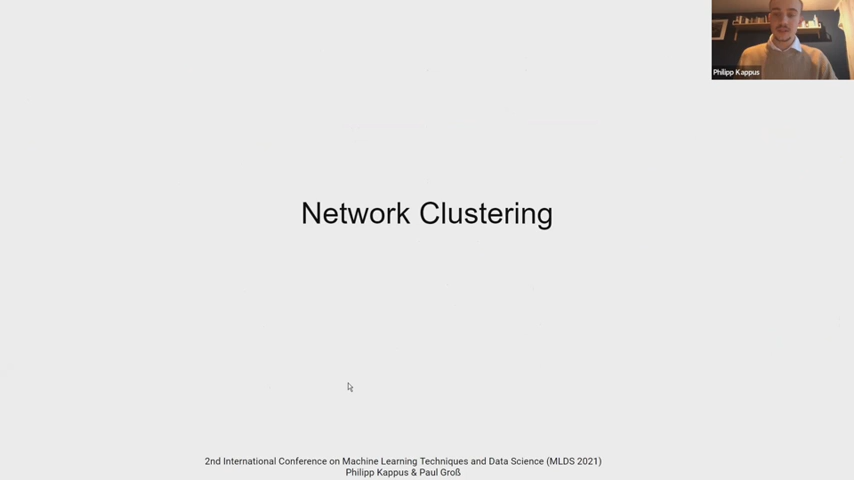 Philipp Kappus
Network Clustering
2nd International Conference on Machine Learning Techniques and Data Science (MLDS 2021)
Philipp Kappus & Paul Groß